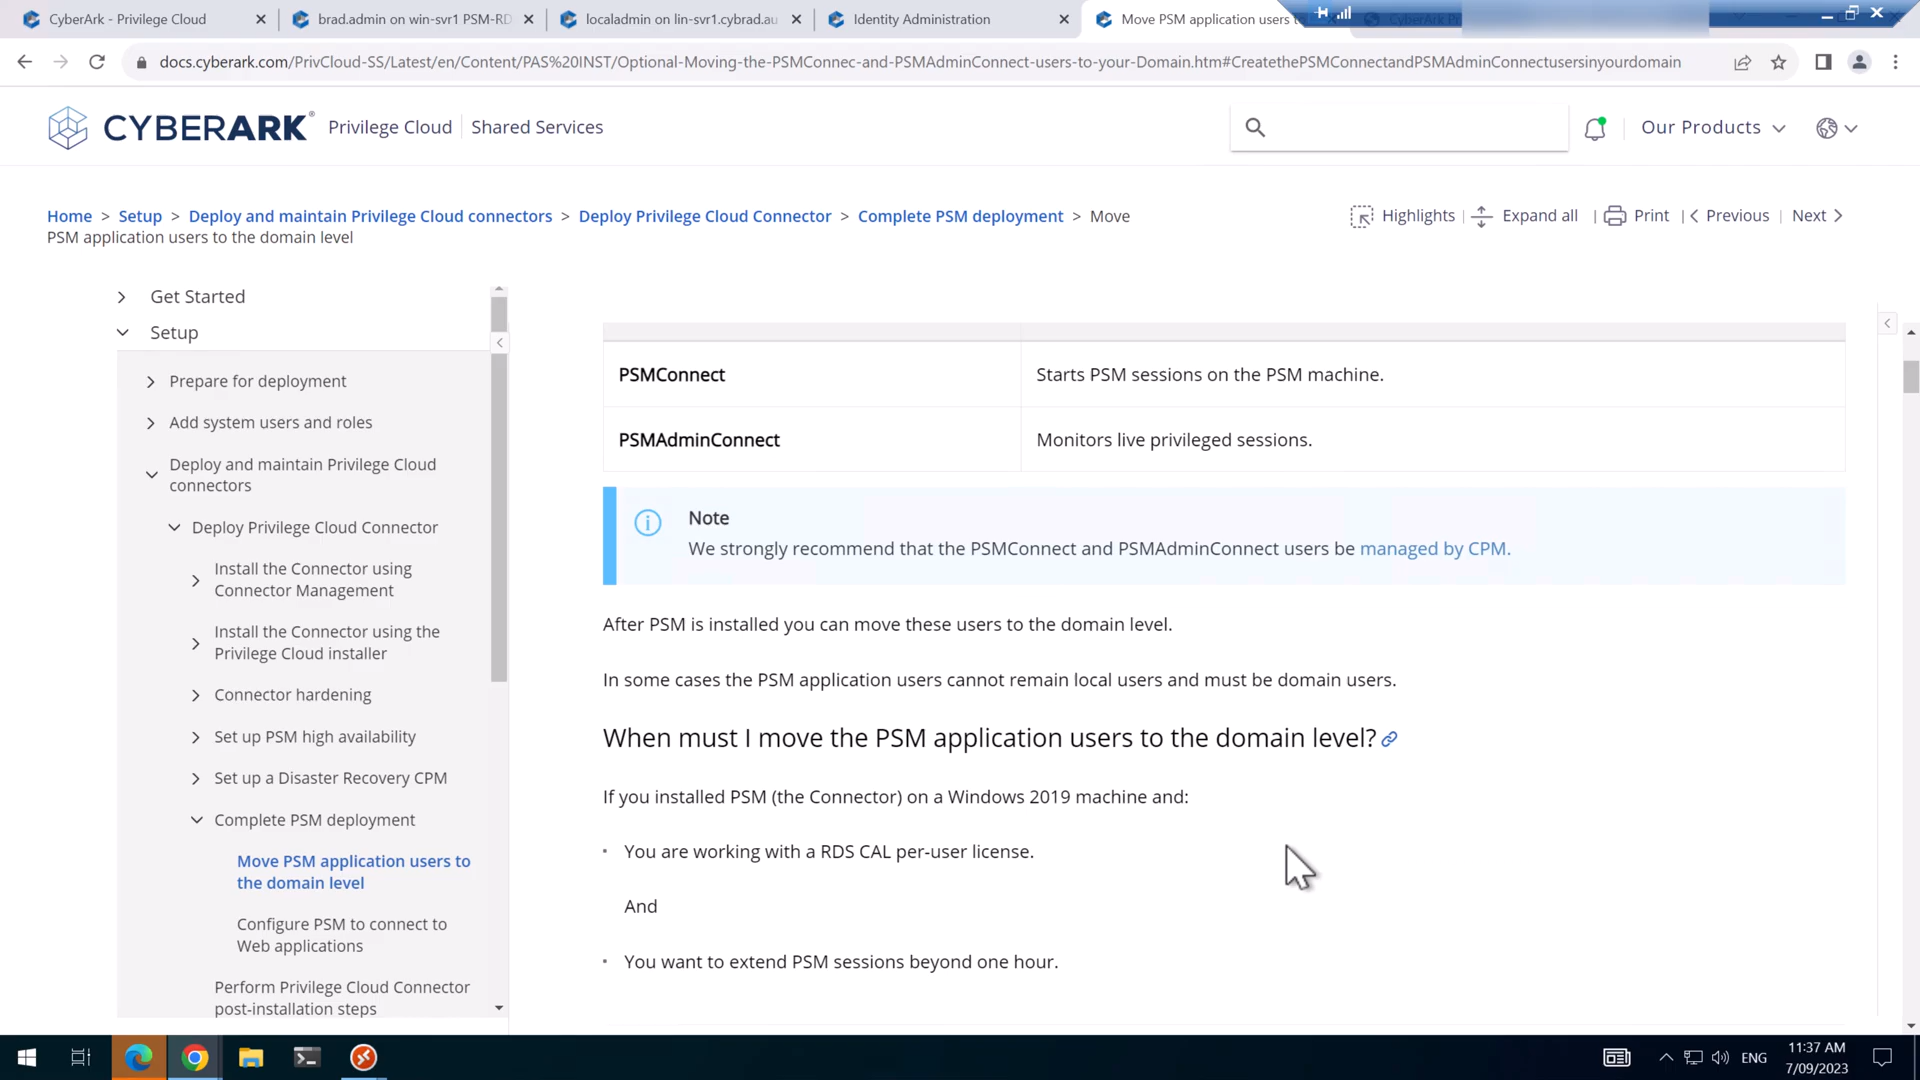 CyberArk - Privilege Cloud
brad.admin on win-svr1 PSM-RD
localadmin on lin-svr1.cybrad.au
Identity Administration
Move PSM application users to
CyberArk Pr
docs.cyberark.com/PrivCloud-SS/Latest/en/Content/PAS%20INST/Optional-Moving-the-PSMConnec-and-PSMAdminConnect-users-to-your-Domain.htm#CreatethePSMConnectandPSMAdminConnectusersinyourdomain
CYBERARK® Privilege Cloud Shared Services
Our Products
Home > Setup > Deploy and maintain Privilege Cloud connectors > Deploy Privilege Cloud Connector > Complete PSM deployment > Move
PSM application users to the domain level
Highlights | Expand all | Print | Previous | Next
Get Started
Setup
Prepare for deployment
Add system users and roles
Deploy and maintain Privilege Cloud
connectors
Deploy Privilege Cloud Connector
Install the Connector using
Connector Management
Install the Connector using the
Privilege Cloud installer
Connector hardening
Set up PSM high availability
Set up a Disaster Recovery CPM
Complete PSM deployment
Move PSM application users to
the domain level
Configure PSM to connect to
Web applications
Perform Privilege Cloud Connector
post-installation steps
PSMConnect
Starts PSM sessions on the PSM machine.
PSMAdminConnect
Monitors live privileged sessions.
Note
We strongly recommend that the PSMConnect and PSMAdminConnect users be managed by CPM.
After PSM is installed you can move these users to the domain level.
In some cases the PSM application users cannot remain local users and must be domain users.
When must I move the PSM application users to the domain level?
If you installed PSM (the Connector) on a Windows 2019 machine and:
You are working with a RDS CAL per-user license.
And
You want to extend PSM sessions beyond one hour.
ENG
11:37 AM
7/09/2023